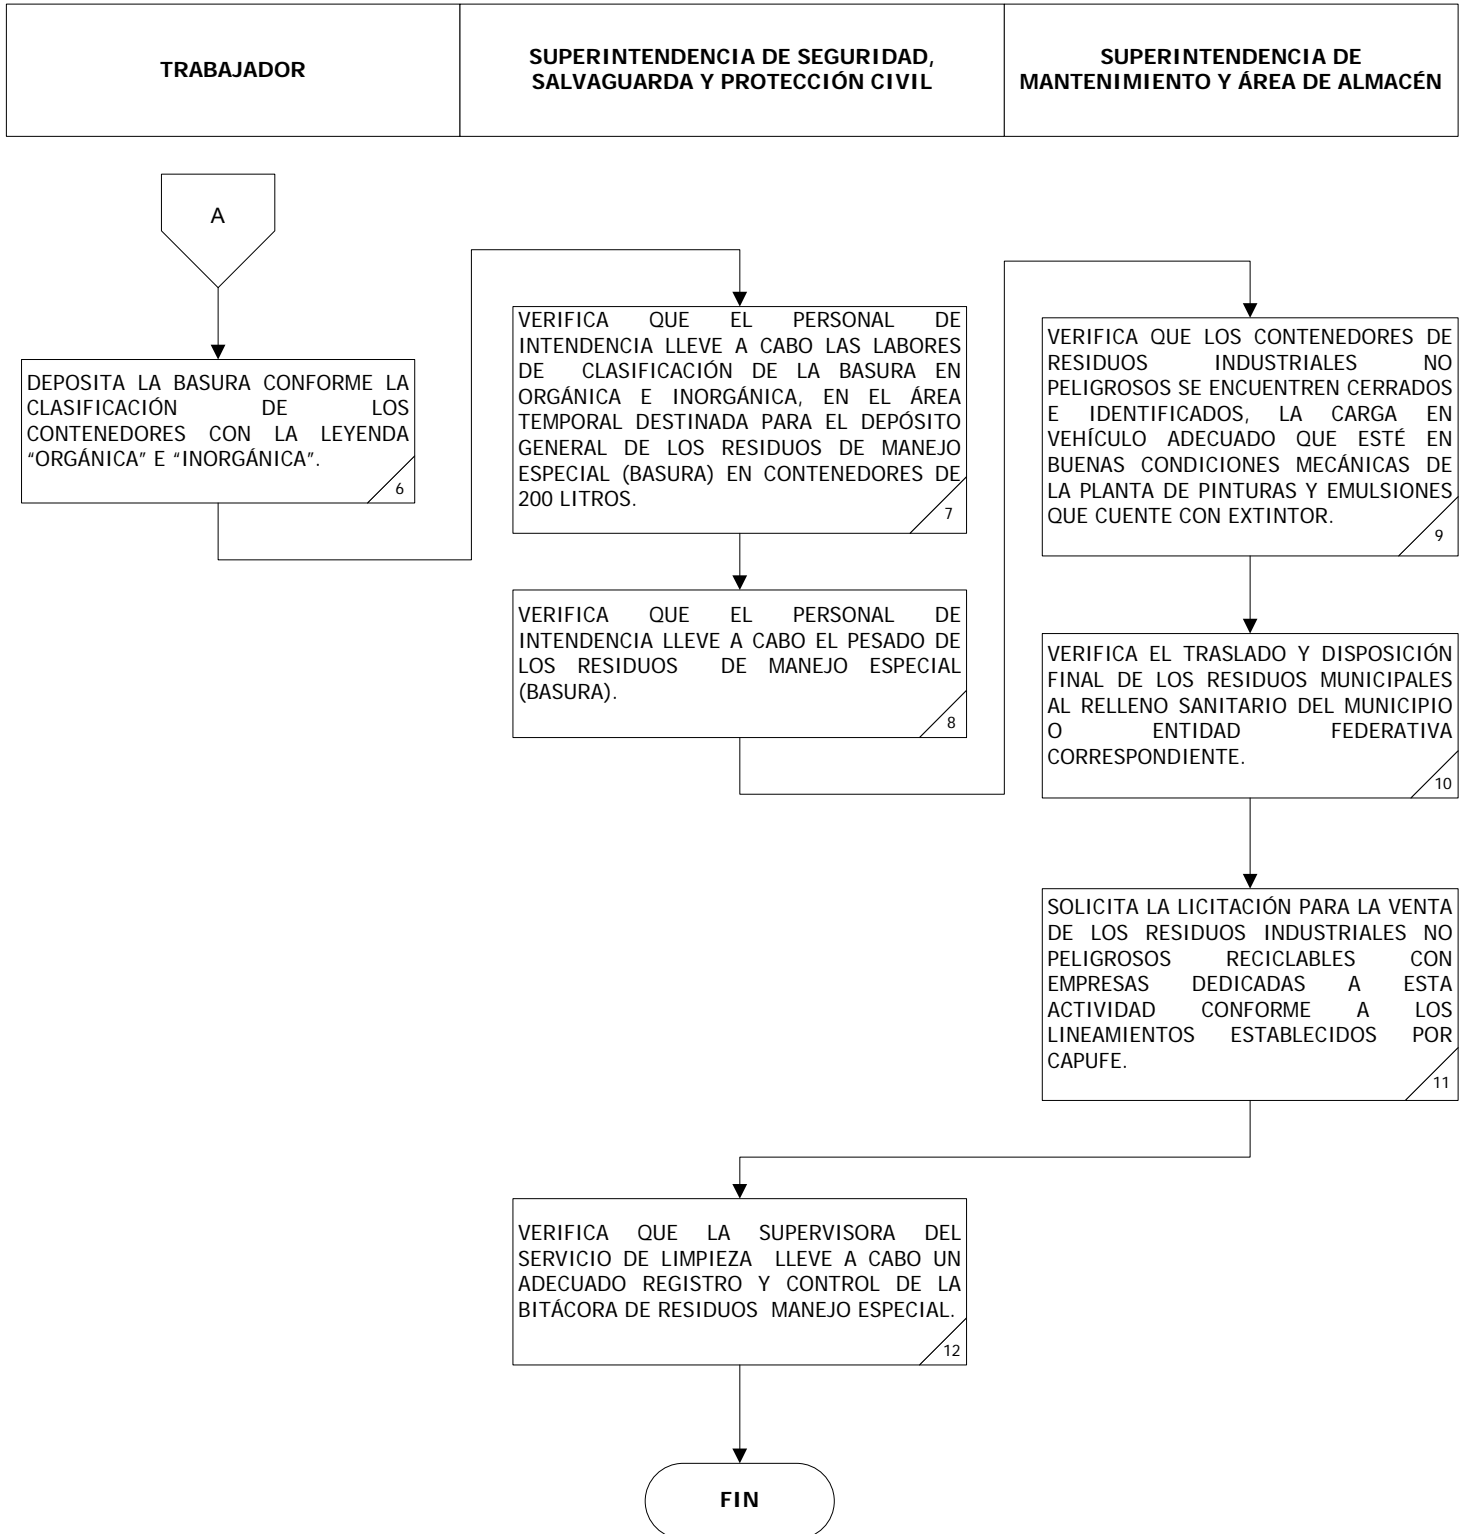 TRABAJADOR
SUPERINTENDENCIA DE SEGURIDAD,
SALVAGUARDA Y PROTECCIÓN CIVIL
SUPERINTENDENCIA DE
MANTENIMIENTO Y ÁREA DE ALMACÉN
A
DEPOSITA LA BASURA CONFORME LA
CLASIFICACIÓN DE LOS
CONTENEDORES CON LA LEYENDA
“ORGÁNICA” E “INORGÁNICA”.
6
VERIFICA QUE EL PERSONAL DE
INTENDENCIA LLEVE A CABO LAS LABORES
DE CLASIFICACIÓN DE LA BASURA EN
ORGÁNICA E INORGÁNICA, EN EL ÁREA
TEMPORAL DESTINADA PARA EL DEPÓSITO
GENERAL DE LOS RESIDUOS DE MANEJO
ESPECIAL (BASURA) EN CONTENEDORES DE
200 LITROS.
7
VERIFICA QUE EL PERSONAL DE
INTENDENCIA LLEVE A CABO EL PESADO DE
LOS RESIDUOS DE MANEJO ESPECIAL
(BASURA).
8
VERIFICA QUE LOS CONTENEDORES DE
RESIDUOS INDUSTRIALES NO
PELIGROSOS SE ENCUENTREN CERRADOS
E IDENTIFICADOS, LA CARGA EN
VEHÍCULO ADECUADO QUE ESTÉ EN
BUENAS CONDICIONES MECÁNICAS DE
LA PLANTA DE PINTURAS Y EMULSIONES
QUE CUENTE CON EXTINTOR.
9
VERIFICA EL TRASLADO Y DISPOSICIÓN
FINAL DE LOS RESIDUOS MUNICIPALES
AL RELLENO SANITARIO DEL MUNICIPIO
O ENTIDAD FEDERATIVA
CORRESPONDIENTE.
10
SOLICITA LA LICITACIÓN PARA LA VENTA
DE LOS RESIDUOS INDUSTRIALES NO
PELIGROSOS RECICLABLES CON
EMPRESAS DEDICADAS A ESTA
ACTIVIDAD CONFORME A LOS
LINEAMIENTOS ESTABLECIDOS POR
CAPUFE.
11
VERIFICA QUE LA SUPERVISORA DEL
SERVICIO DE LIMPIEZA LLEVE A CABO UN
ADECUADO REGISTRO Y CONTROL DE LA
BITÁCORA DE RESIDUOS MANEJO ESPECIAL.
12
FIN